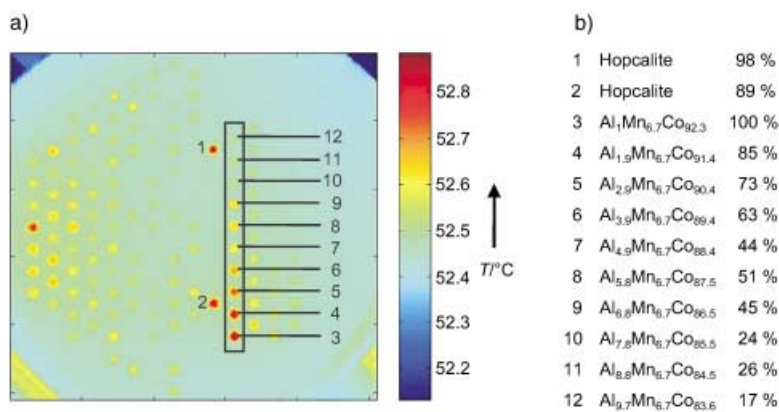 a)
b)
52.8
52.7
52.6
52.5
52.4
52.3
52.2
T/°C
1
2
12
11
10
9
8
7
6
5
4
3
1 Hopcalite 98 %
2 Hopcalite 89 %
3 Al₁Mn₆.₇Co₉₂.₃ 100 %
4 Al₁.₉Mn₆.₇Co₉₁.₄ 85 %
5 Al₂.₉Mn₆.₇Co₉₀.₄ 73 %
6 Al₃.₉Mn₆.₇Co₈₉.₄ 63 %
7 Al₄.₉Mn₆.₇Co₈₈.₄ 44 %
8 Al₅.₈Mn₆.₇Co₈₇.₅ 51 %
9 Al₆.₈Mn₆.₇Co₈₆.₅ 45 %
10 Al₇.₈Mn₆.₇Co₈₅.₅ 24 %
11 Al₈.₈Mn₆.₇Co₈₄.₅ 26 %
12 Al₉.₇Mn₆.₇Co₈₃.₆ 17 %